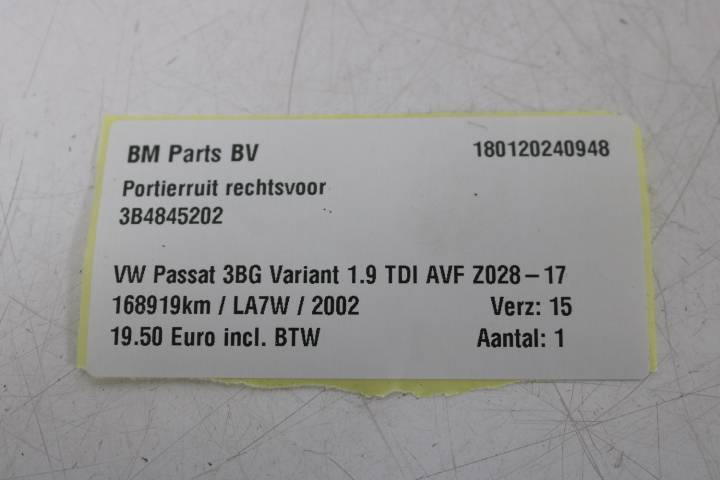 BM Parts BV 180120240948
Portierruit rechtsvoor
3B4845202
VW Passat 3BG Variant 1.9 TDI AVF Z028-17
168919km / LA7W / 2002 Verz: 15
19.50 Euro incl. BTW Aantal: 1